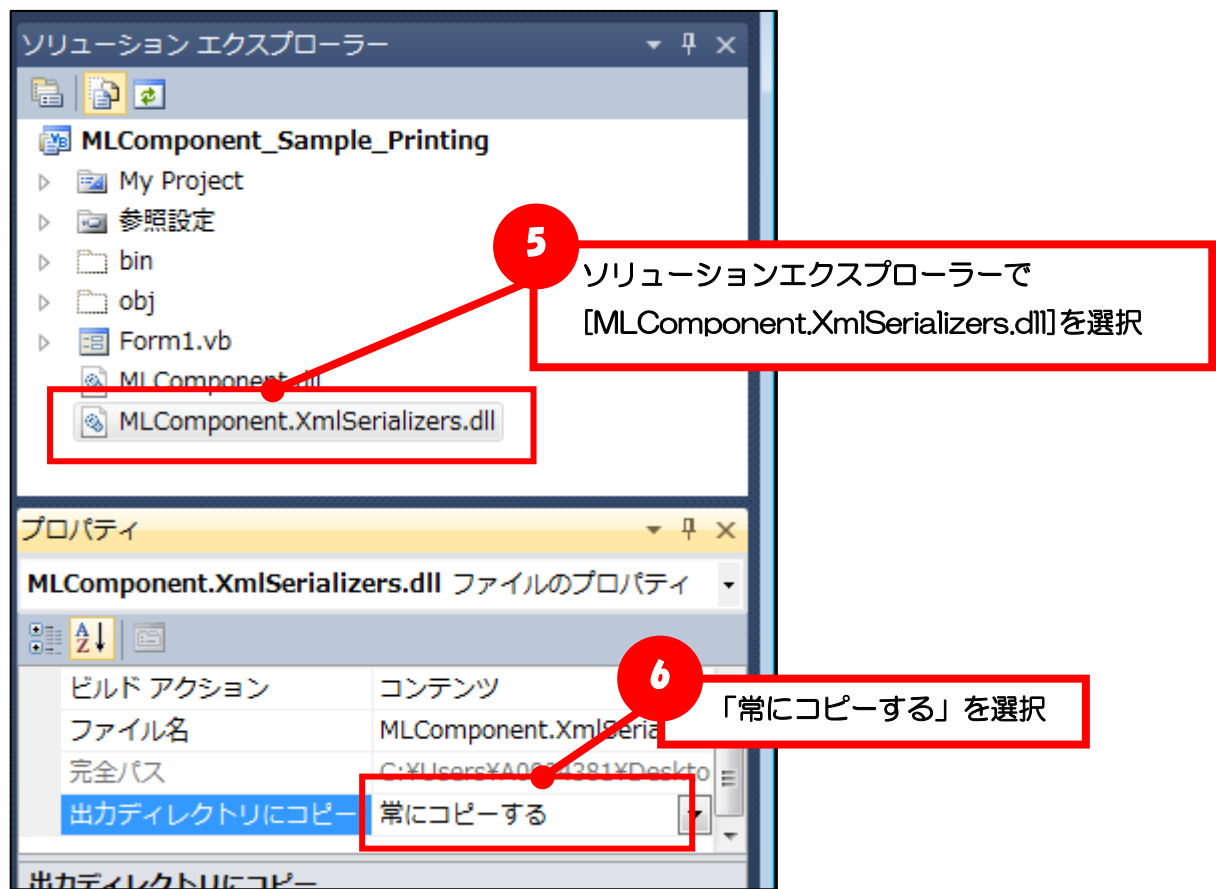 ソリューション エクスプローラー
MLComponent_Sample_Printing
My Project
参照設定
bin
obj
Form1.vb
MLComponent.dll
MLComponent.XmlSerializers.dll
5
ソリューションエクスプローラーで
[MLComponent.XmlSerializers.dll]を選択
プロパティ
MLComponent.XmlSerializers.dll ファイルのプロパティ
ビルド アクション コンテンツ
ファイル名 MLComponent.XmlSeria
完全パス
出力ディレクトリにコピー 常にコピーする
6
「常にコピーする」を選択
出力ディレクトリにコピー